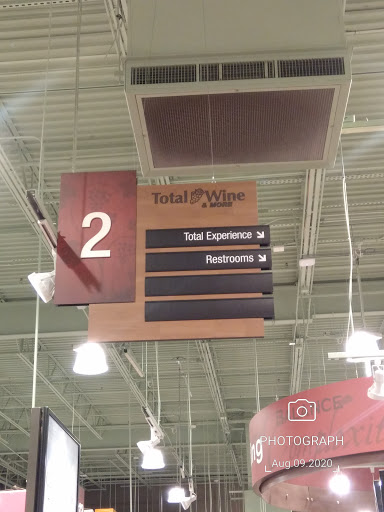 2
Total Wine
& MORE
Total Experience
Restrooms
PHOTOGRAPH
Aug.09.2020